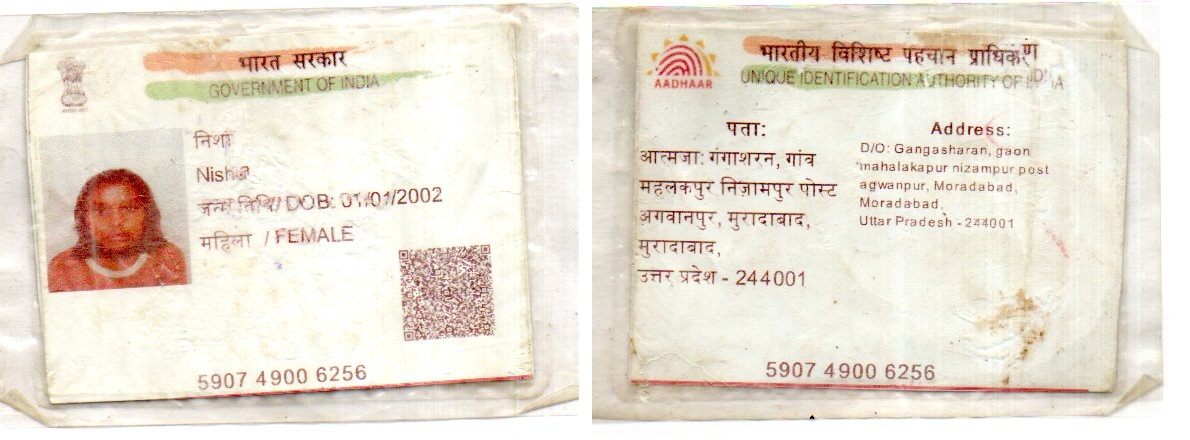 भारत सरकार
GOVERNMENT OF INDIA
निशा
Nisha
जन्म तिथि/ DOB: 01/01/2002
महिला / FEMALE
5907 4900 6256
भारतीय विशिष्ट पहचान प्राधिकरण
UNIQUE IDENTIFICATION AUTHORITY OF INDIA
AADHAAR
पता:
आत्मजा: गंगाशरन, गांव
महलकपुर निज़ामपुर पोस्ट
अगवानपुर, मुरादाबाद,
मुरादाबाद,
उत्तर प्रदेश - 244001
Address:
D/O: Gangasharan, gaon
mahalakapur nizampur post
agwanpur, Moradabad,
Moradabad,
Uttar Pradesh - 244001
5907 4900 6256